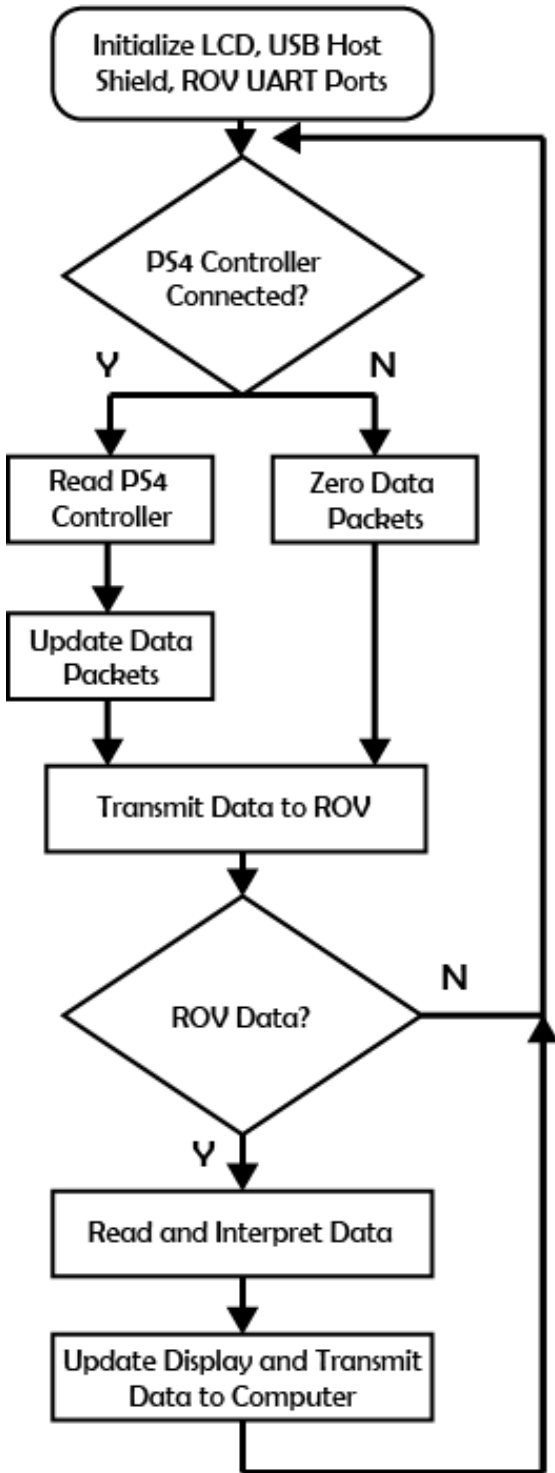 Initialize LCD, USB Host
Shield, ROV UART Ports
PS4 Controller
Connected?
Y
N
Read PS4
Controller
Zero Data
Packets
Update Data
Packets
Transmit Data to ROV
ROV Data?
N
Y
Read and Interpret Data
Update Display and Transmit
Data to Computer